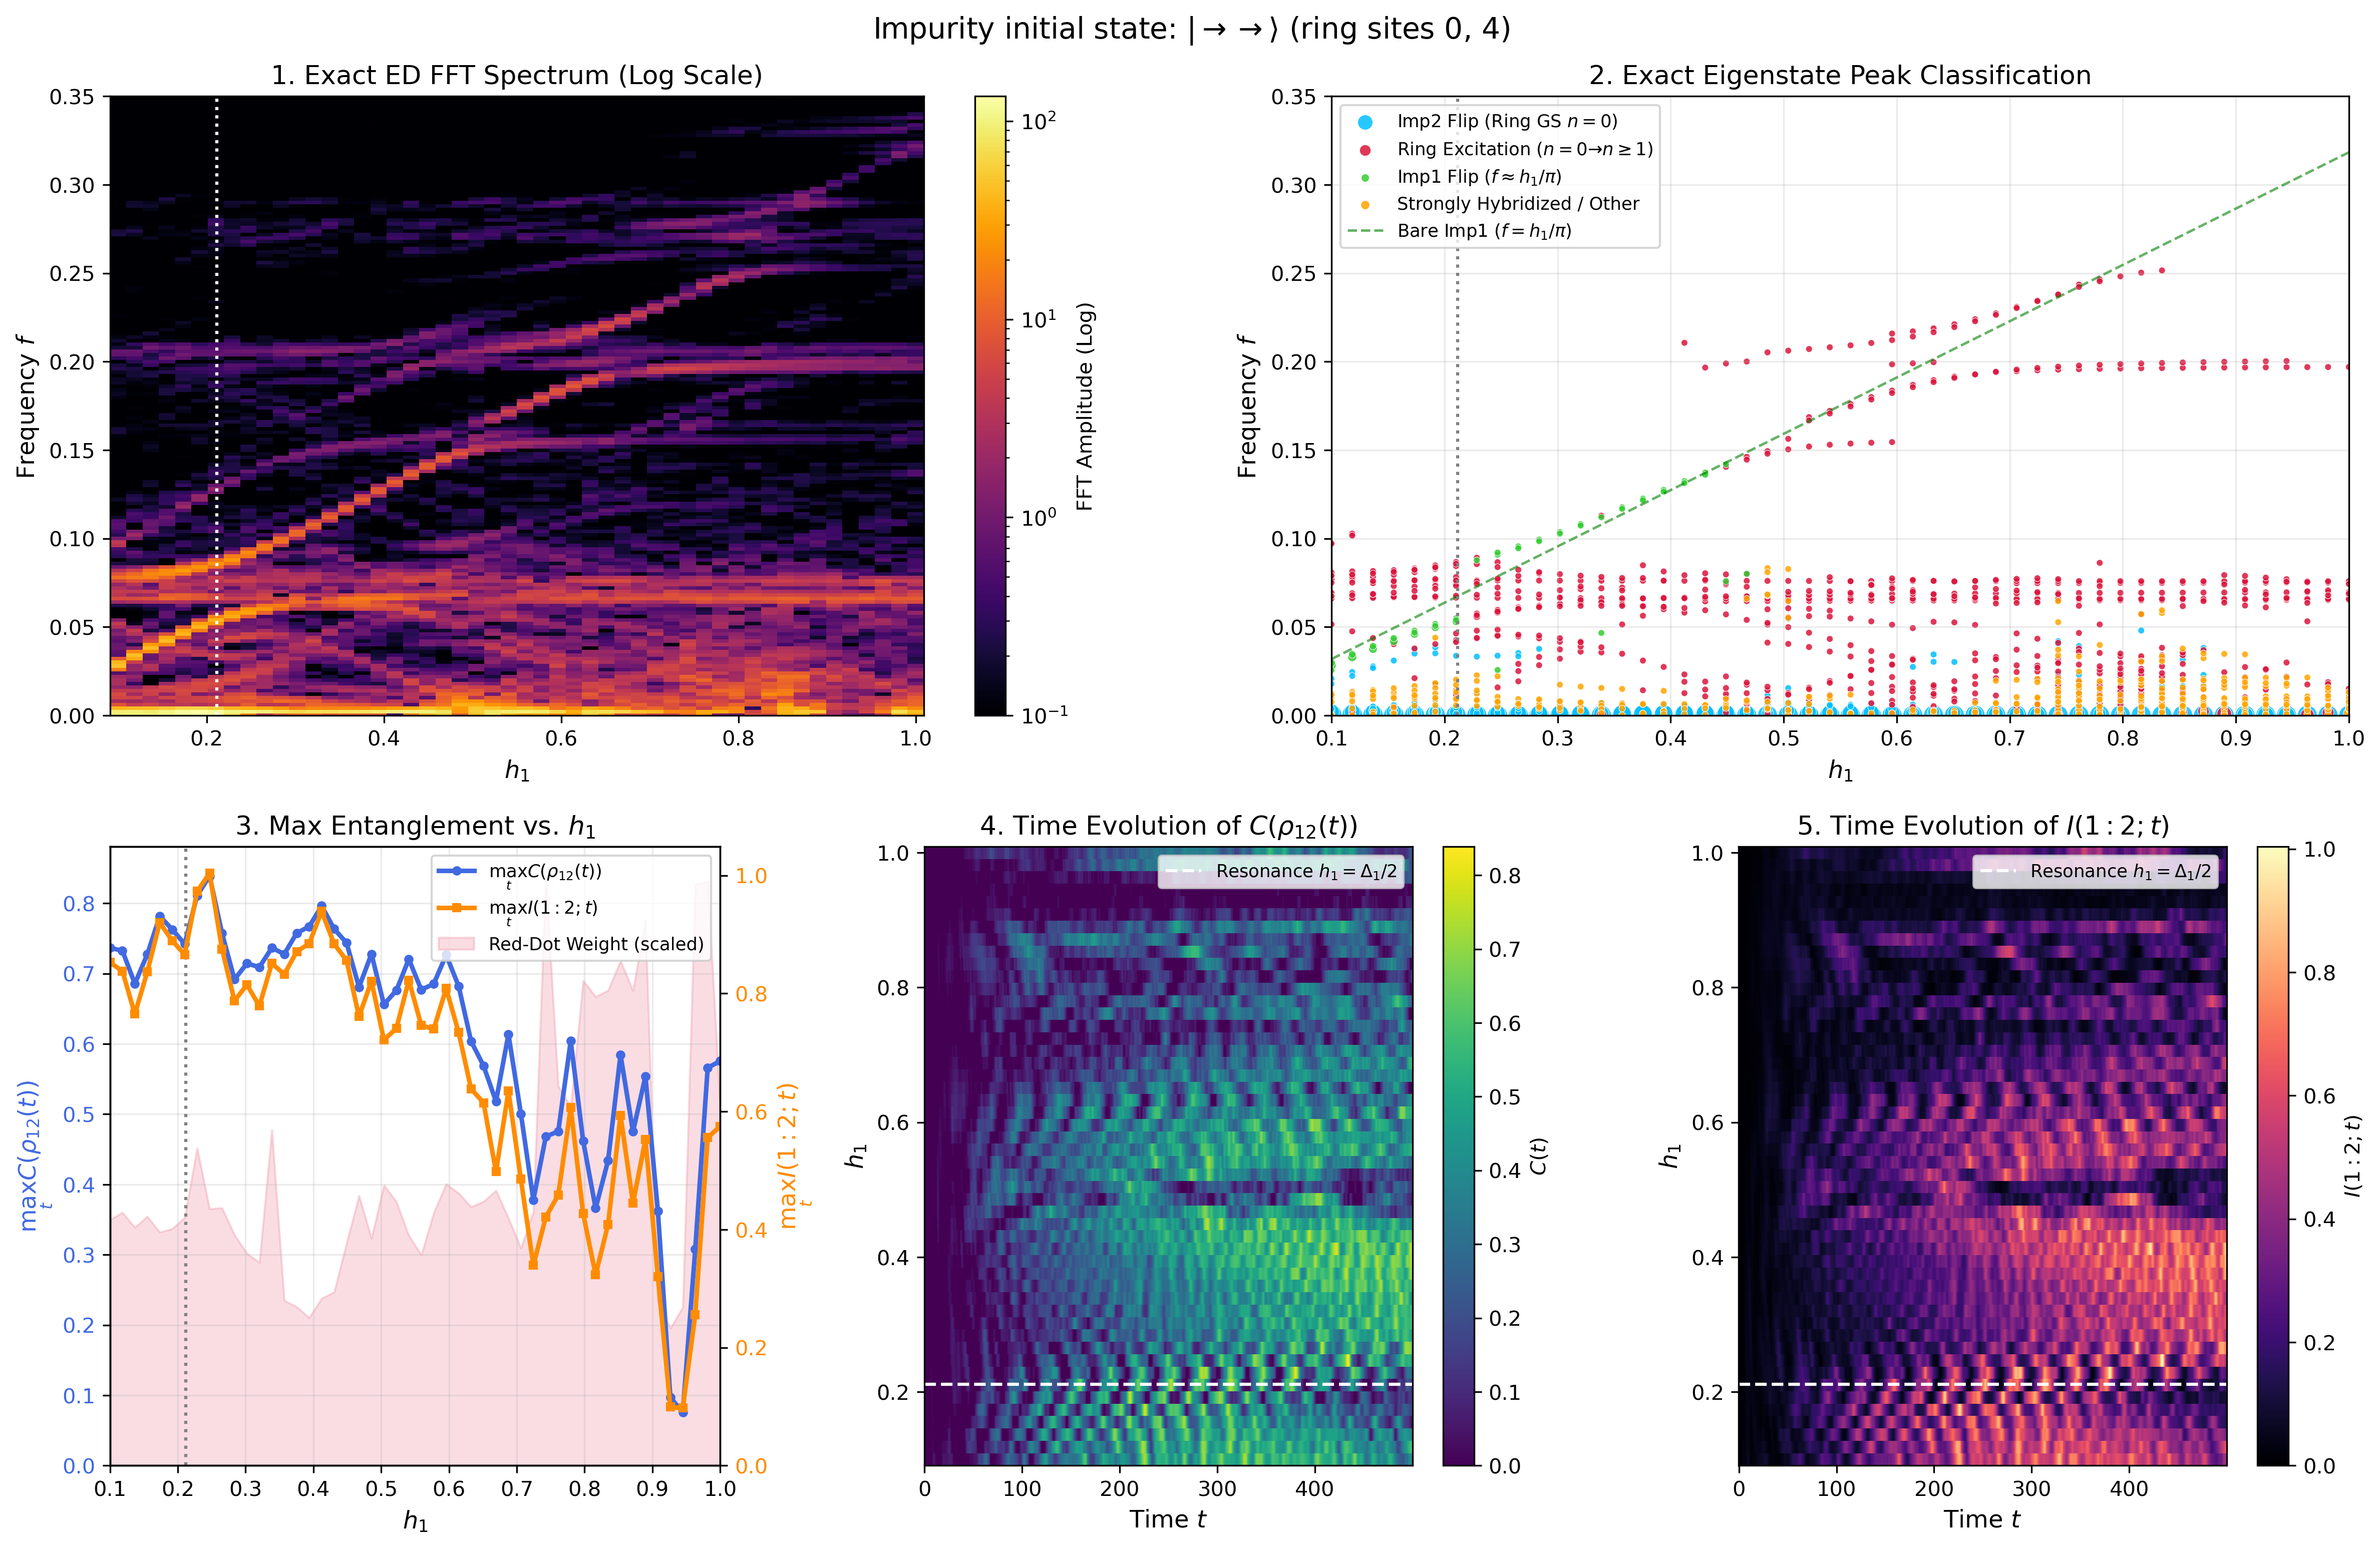 Impurity initial state: |→→⟩ (ring sites 0, 4)
1. Exact ED FFT Spectrum (Log Scale)
0.35
0.30
0.25
0.20
0.15
0.10
0.05
0.00
Frequency f
0.2
0.4
0.6
0.8
1.0
h₁
10²
10¹
10⁰
10⁻¹
FFT Amplitude (Log)
2. Exact Eigenstate Peak Classification
Imp2 Flip (Ring GS n = 0)
Ring Excitation (n = 0→n ≥ 1)
Imp1 Flip (f ≈ h₁/π)
Strongly Hybridized / Other
Bare Imp1 (f = h₁/π)
0.35
0.30
0.25
0.20
0.15
0.10
0.05
0.00
Frequency f
0.1
0.2
0.3
0.4
0.5
0.6
0.7
0.8
0.9
1.0
h₁
3. Max Entanglement vs. h₁
max C(ρ₁₂(t))
t
max I(1 : 2; t)
t
Red-Dot Weight (scaled)
0.8
0.7
0.6
0.5
0.4
0.3
0.2
0.1
0.0
max C(ρ₁₂(t))
t
0.1
0.2
0.3
0.4
0.5
0.6
0.7
0.8
0.9
1.0
h₁
1.0
0.8
0.6
0.4
0.2
0.0
max I(1 : 2; t)
t
4. Time Evolution of C(ρ₁₂(t))
Resonance h₁ = Δ₁/2
1.0
0.8
0.6
0.4
0.2
h₁
0
100
200
300
400
Time t
0.8
0.7
0.6
0.5
0.4
0.3
0.2
0.1
0.0
C(t)
5. Time Evolution of I(1 : 2; t)
Resonance h₁ = Δ₁/2
1.0
0.8
0.6
0.4
0.2
h₁
0
100
200
300
400
Time t
1.0
0.8
0.6
0.4
0.2
0.0
I(1 : 2; t)